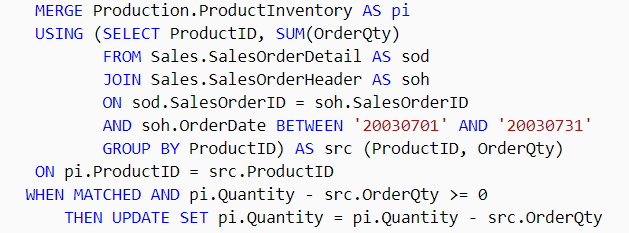 MERGE Production.ProductInventory AS pi
USING (SELECT ProductID, SUM(OrderQty)
FROM Sales.SalesOrderDetail AS sod
JOIN Sales.SalesOrderHeader AS soh
ON sod.SalesOrderID = soh.SalesOrderID
AND soh.OrderDate BETWEEN '20030701' AND '20030731'
GROUP BY ProductID) AS src (ProductID, OrderQty)
ON pi.ProductID = src.ProductID
WHEN MATCHED AND pi.Quantity - src.OrderQty >= 0
THEN UPDATE SET pi.Quantity = pi.Quantity - src.OrderQty